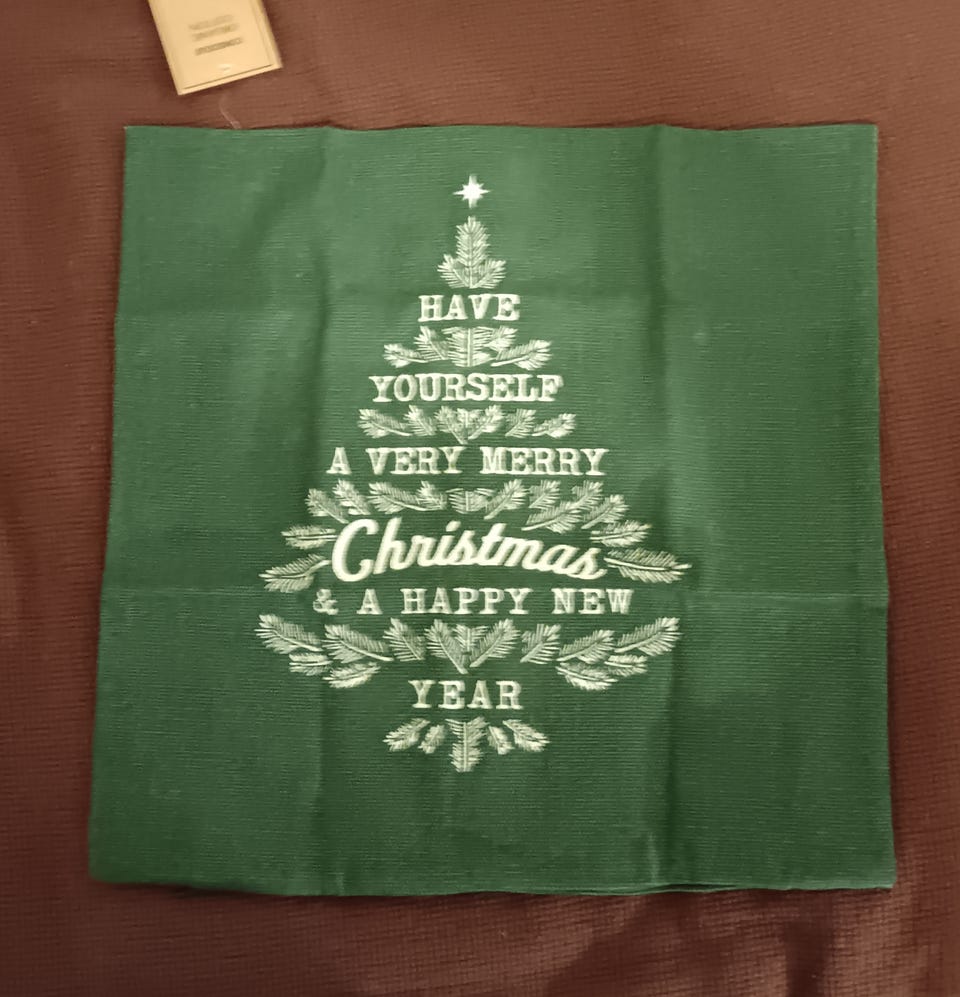 HAVE
YOURSELF
A VERY MERRY
Christmas
& A HAPPY NEW
YEAR